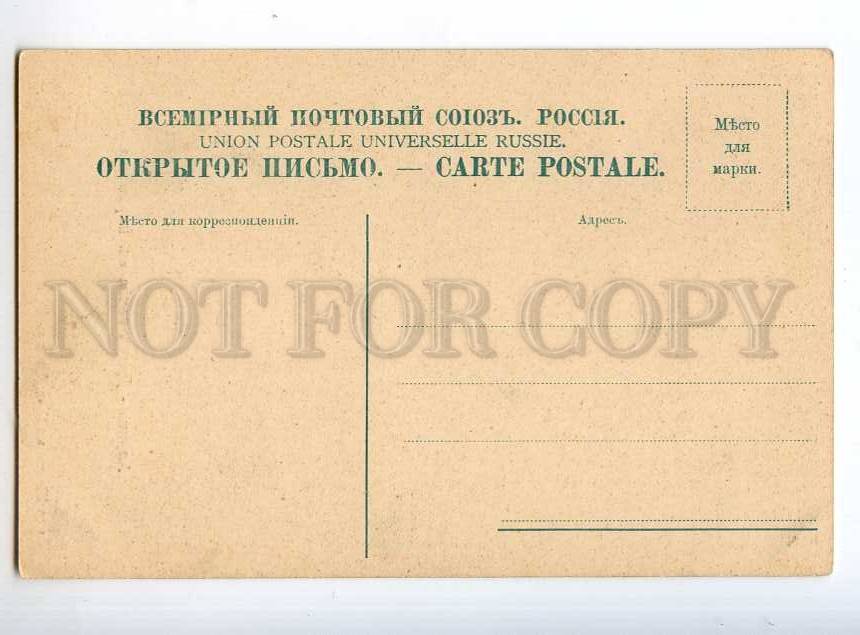 ВСЕМІРНЫЙ ПОЧТОВЫЙ СОЮЗЪ. РОССІЯ.
UNION POSTALE UNIVERSELLE RUSSIE.
ОТКРЫТОЕ ПИСЬМО. — CARTE POSTALE.
Мѣсто
для
марки.
Мѣсто для корреспонденціи.
Адресъ.
NOT FOR COPY